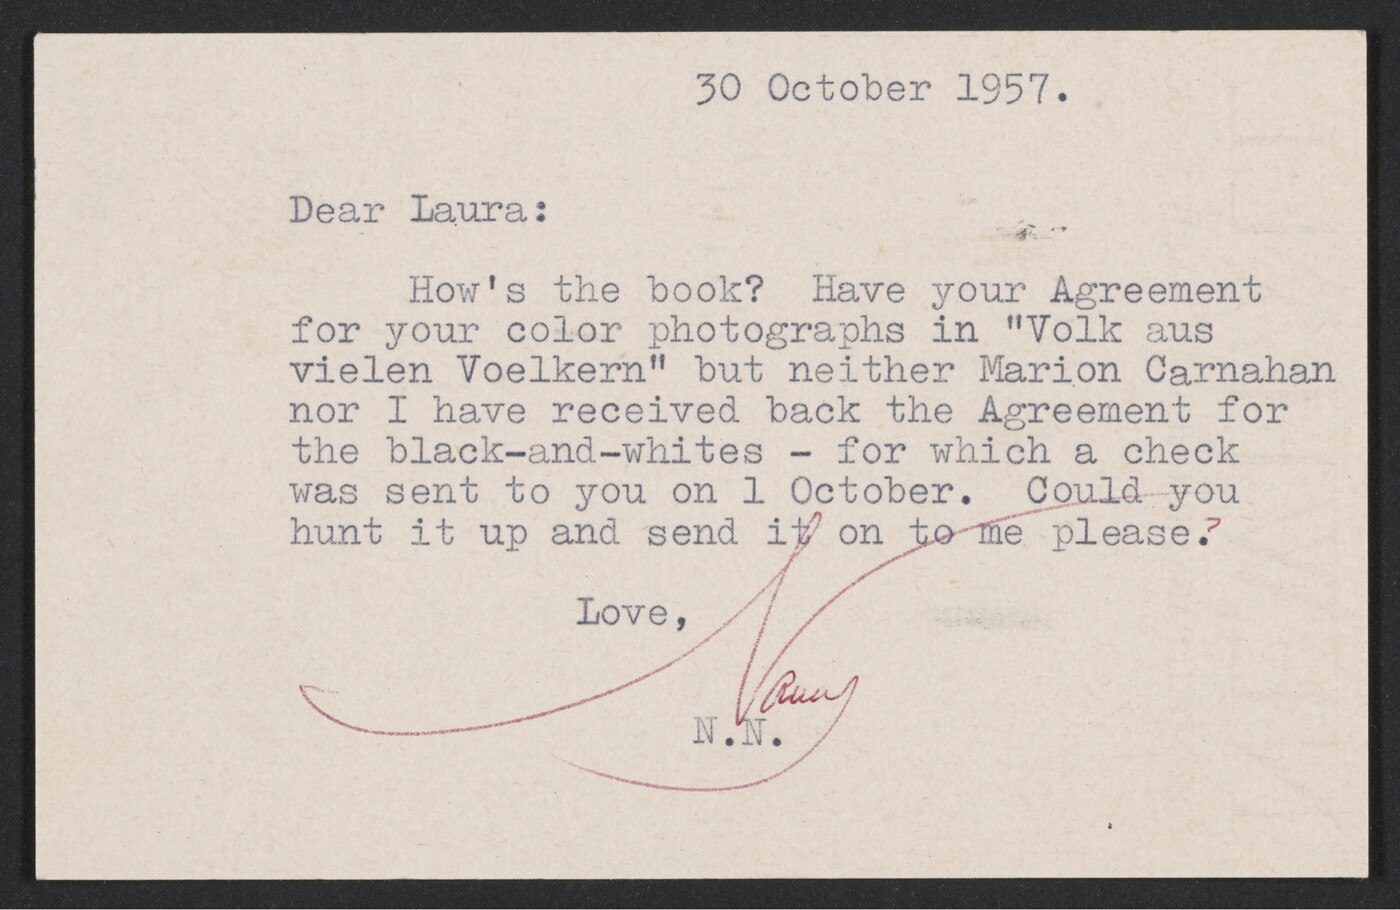 30 October 1957.
Dear Laura:
How's the book?  Have your Agreement
for your color photographs in "Volk aus
vielen Voelkern" but neither Marion Carnahan
nor I have received back the Agreement for
the black-and-whites - for which a check
was sent to you on 1 October.  Could you
hunt it up and send it on to me please?
Love,
Nancy
N.N.